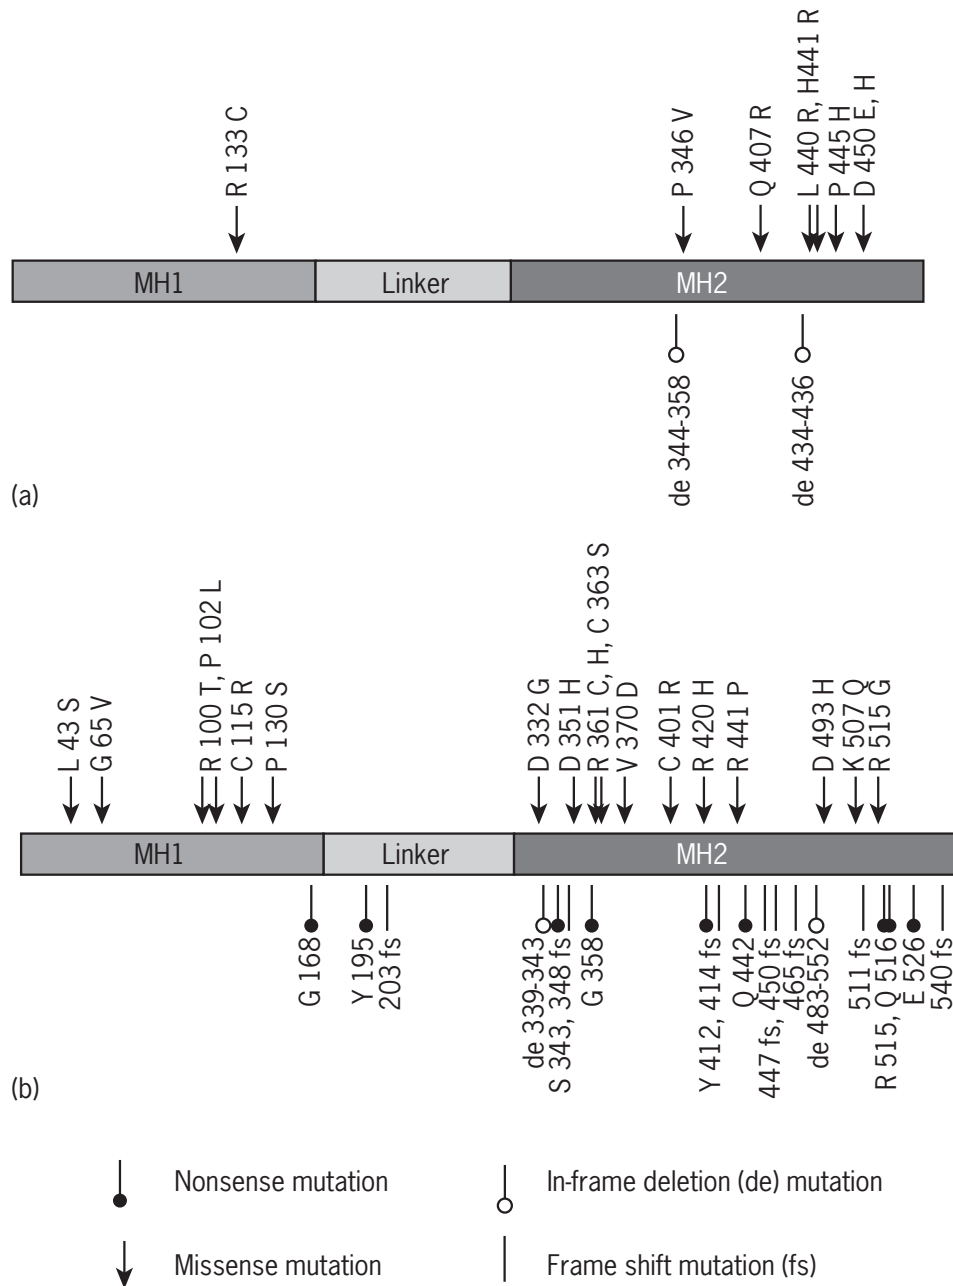 R 133 C
P 346 V
Q 407 R
L 440 R, H441 R
P 445 H
D 450 E, H
MH1
Linker
MH2
de 344-358
de 434-436
(a)
L 43 S
G 65 V
R 100 T, P 102 L
C 115 R
P 130 S
D 332 G
D 351 H
R 361 C, H, C 363 S
V 370 D
C 401 R
R 420 H
R 441 P
D 493 H
K 507 Q
R 515 G
MH1
Linker
MH2
G 168
Y 195
203 fs
de 339-343
S 343, 348 fs
G 358
Y 412, 414 fs
Q 442
447 fs, 450 fs
465 fs
de 483-552
511 fs
R 515, Q 516
E 526
540 fs
(b)
Nonsense mutation
In-frame deletion (de) mutation
Missense mutation
Frame shift mutation (fs)